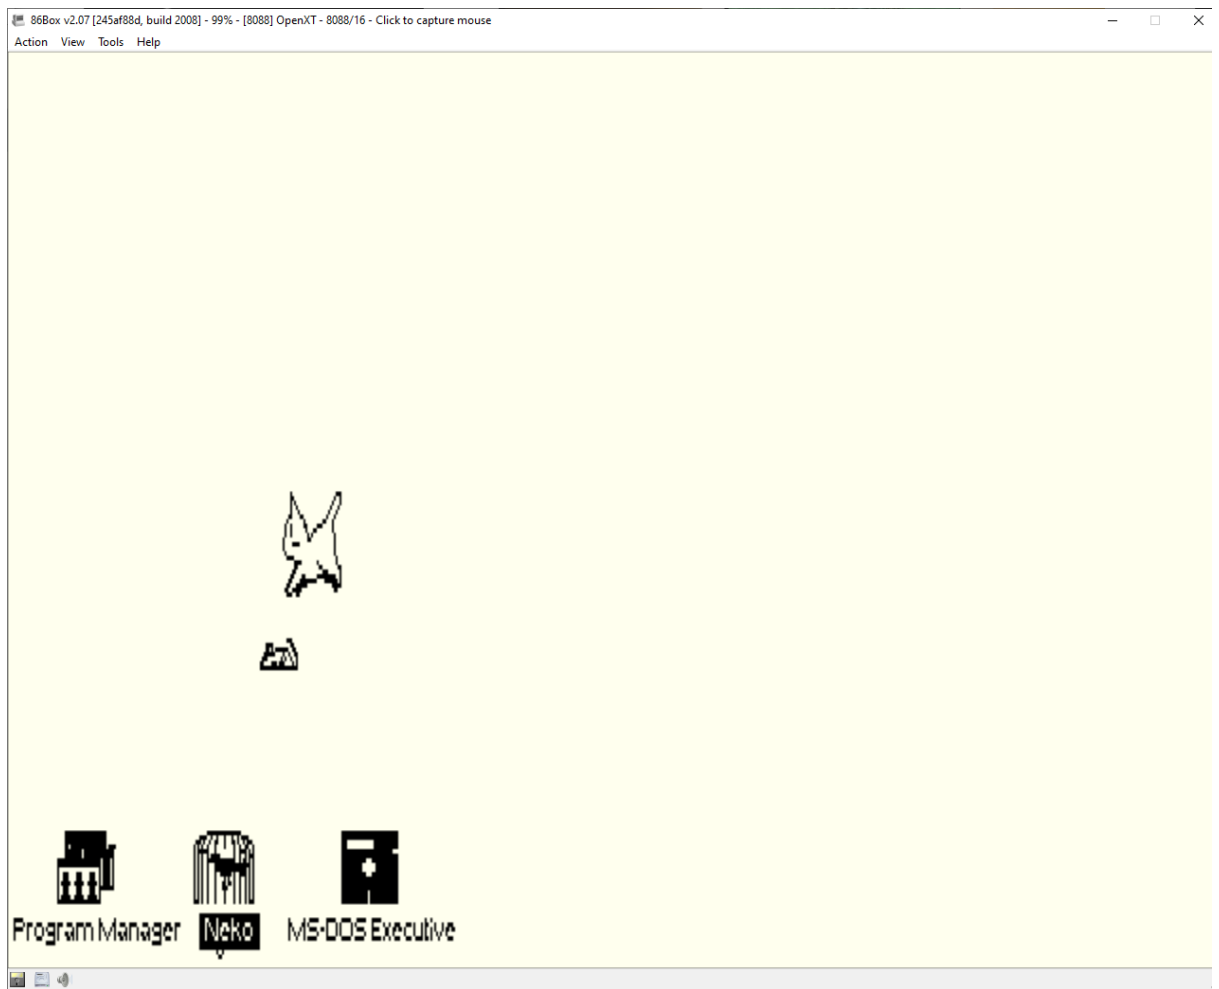 86Box v2.07 [245af88d, build 2008] - 99% - [8088] OpenXT - 8088/16 - Click to capture mouse
Action View Tools Help
Program Manager Neko MS-DOS Executive